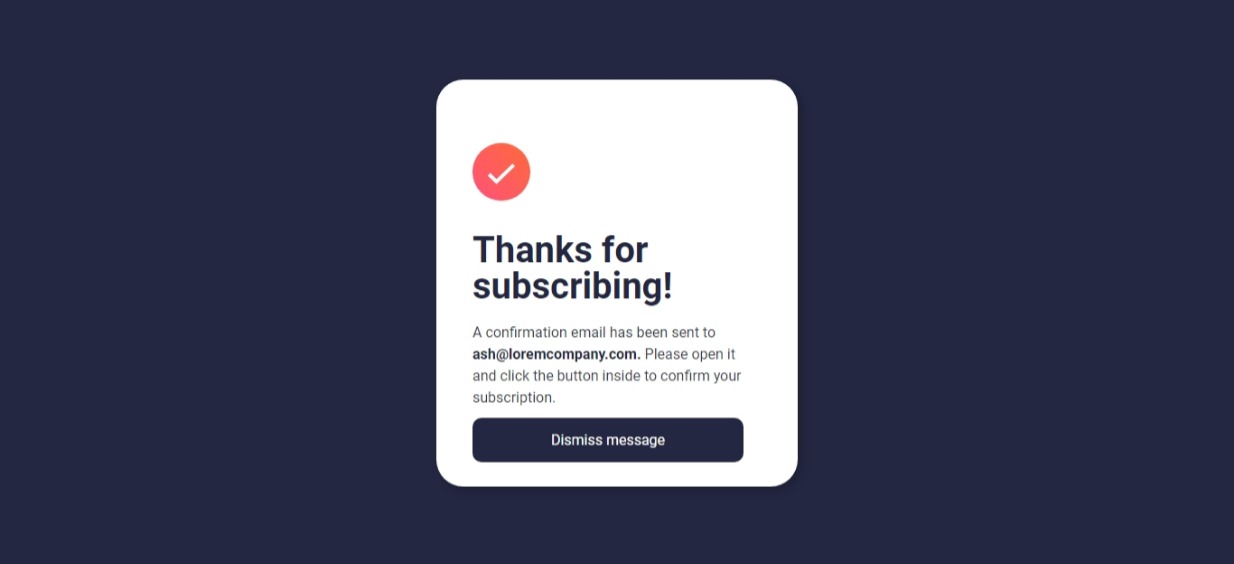 Thanks for
subscribing!
A confirmation email has been sent to
ash@loremcompany.com. Please open it
and click the button inside to confirm your
subscription.
Dismiss message